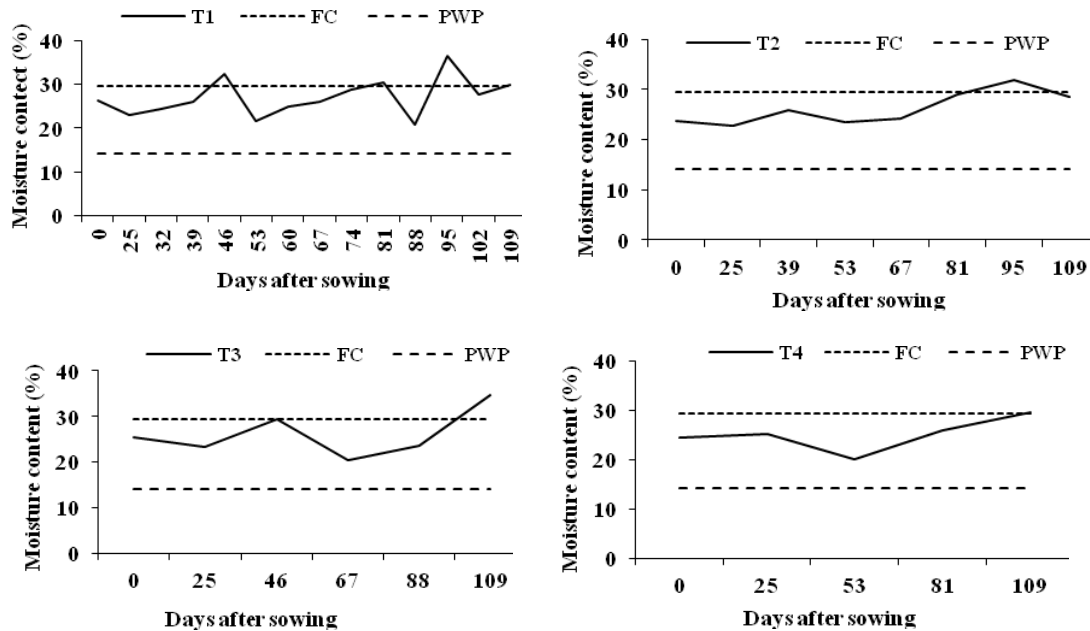 T1 FC PWP
Moisture contect (%)
40
30
20
10
0
0 25 32 39 46 53 60 67 74 81 88 95 102 109
Days after sowing
T2 FC PWP
Moisture content (%)
40
30
20
10
0
0 25 39 53 67 81 95 109
Days after sowing
T3 FC PWP
Moisture content (%)
40
30
20
10
0
0 25 46 67 88 109
Days after sowing
T4 FC PWP
Moisture content (%)
40
30
20
10
0
0 25 53 81 109
Days after sowing